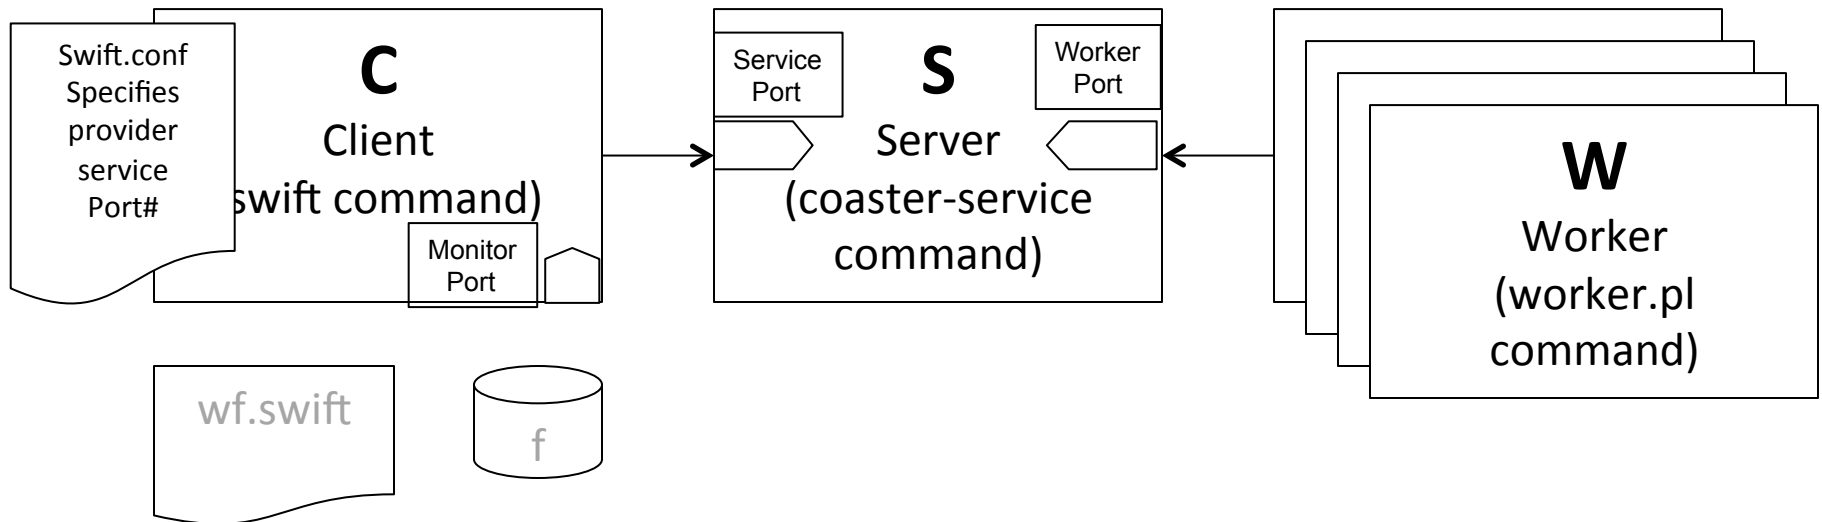 Swift.conf
Specifies
provider
service
Port#
C
Client
(swift command)
Monitor
Port
Service
Port
S
Server
(coaster-service
command)
Worker
Port
W
Worker
(worker.pl
command)
wf.swift
f